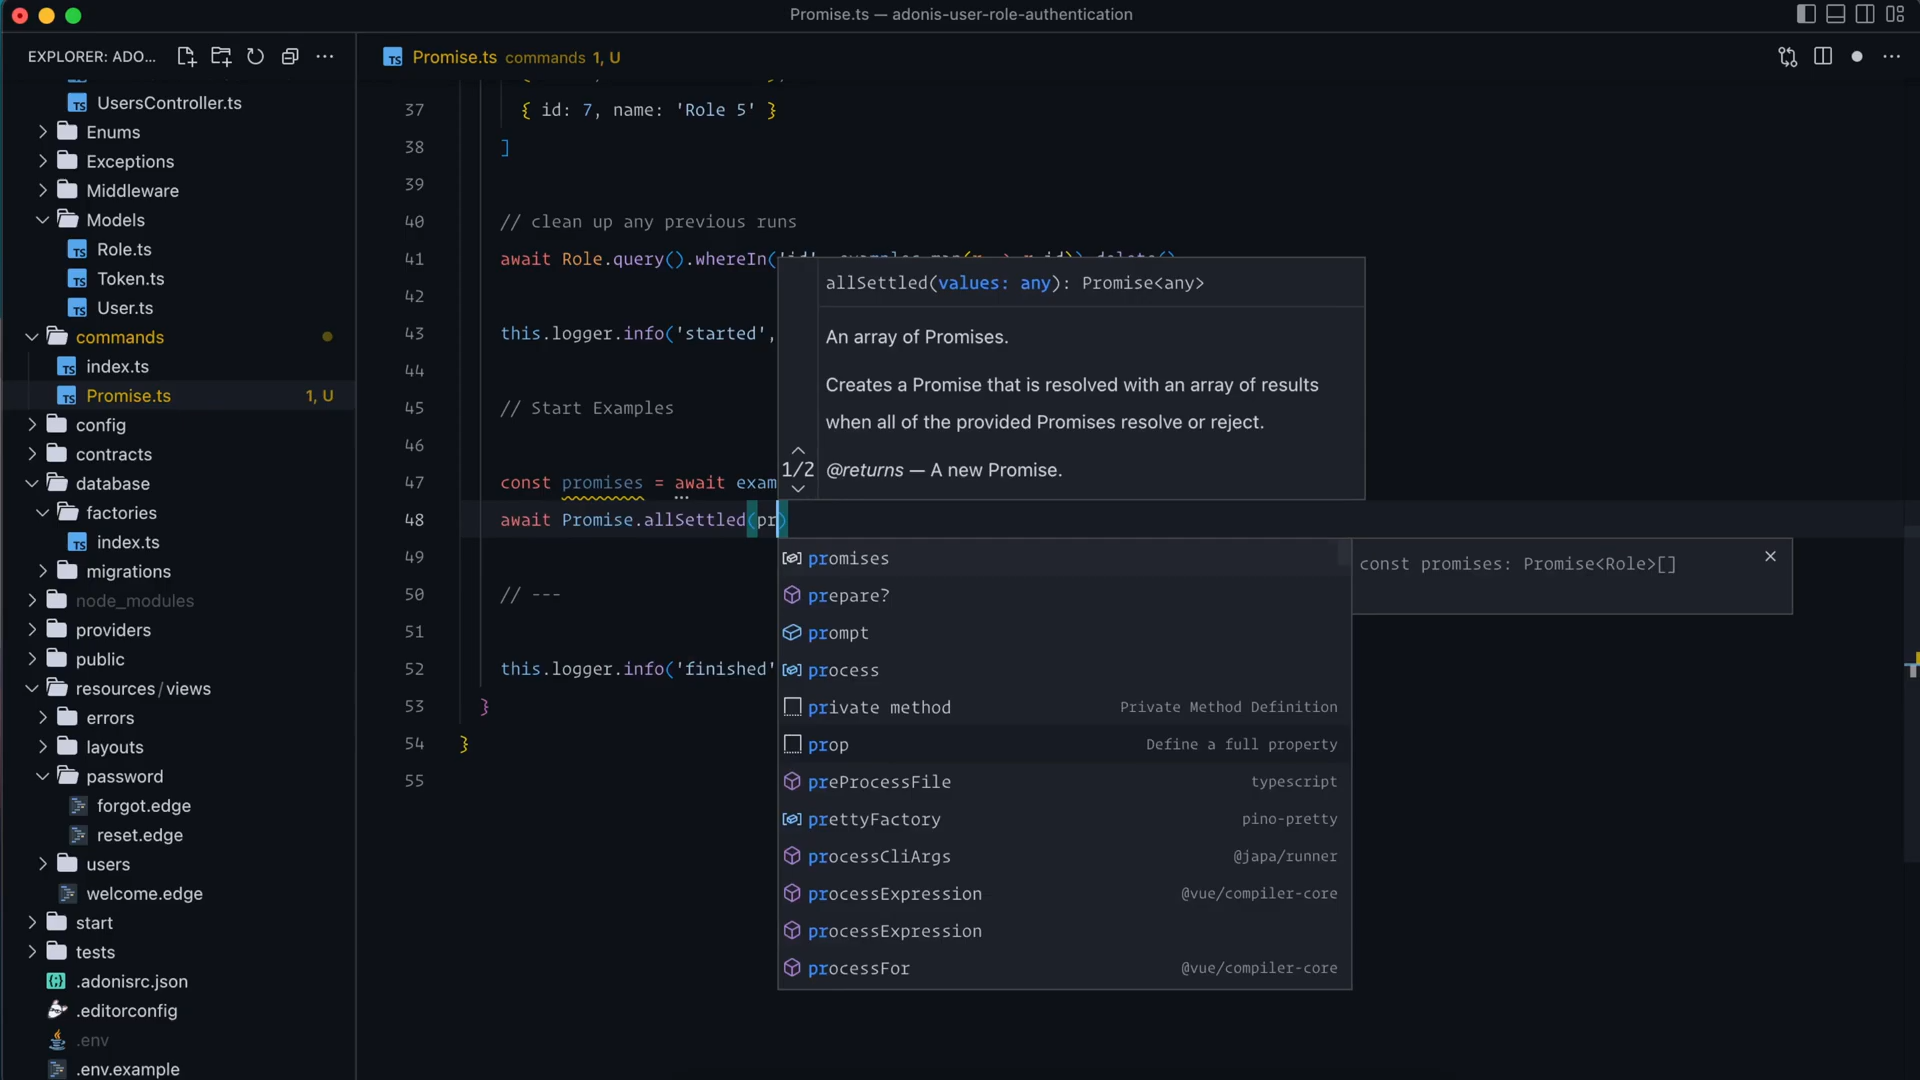 Promise.ts — adonis-user-role-authentication
EXPLORER: ADO...
Promise.ts commands 1, U
UsersController.ts
Enums
Exceptions
Middleware
Models
Role.ts
Token.ts
User.ts
commands
index.ts
Promise.ts 1, U
config
contracts
database
factories
index.ts
migrations
node_modules
providers
public
resources/views
errors
layouts
password
forgot.edge
reset.edge
users
welcome.edge
start
tests
.adonisrc.json
.editorconfig
.env
.env.example
37 { id: 7, name: 'Role 5' }
38 ]
39
40 // clean up any previous runs
41 await Role.query().whereIn('id', examples.map(r => r.id)).delete()
42
43 this.logger.info('started',
44
45 // Start Examples
46
47 const promises = await exam
48 await Promise.allSettled(pr)
49
50 // ---
51
52 this.logger.info('finished'
53 }
54 }
55
allSettled(values: any): Promise<any>
An array of Promises.
Creates a Promise that is resolved with an array of results
when all of the provided Promises resolve or reject.
1/2 @returns — A new Promise.
promises
prepare?
prompt
process
private method Private Method Definition
prop Define a full property
preProcessFile typescript
prettyFactory pino-pretty
processCliArgs @japa/runner
processExpression @vue/compiler-core
processExpression
processFor @vue/compiler-core
const promises: Promise<Role>[]